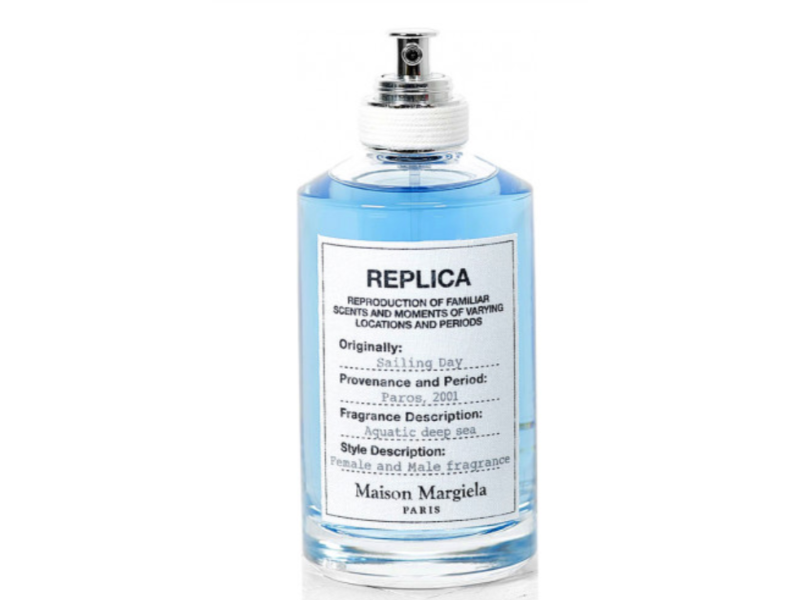 REPLICA
REPRODUCTION OF FAMILIAR
SCENTS AND MOMENTS OF VARYING
LOCATIONS AND PERIODS
Originally:
Sailing Day
Provenance and Period:
Paros, 2001
Fragrance Description:
Aquatic deep sea
Style Description:
Female and Male fragrance
Maison Margiela
PARIS